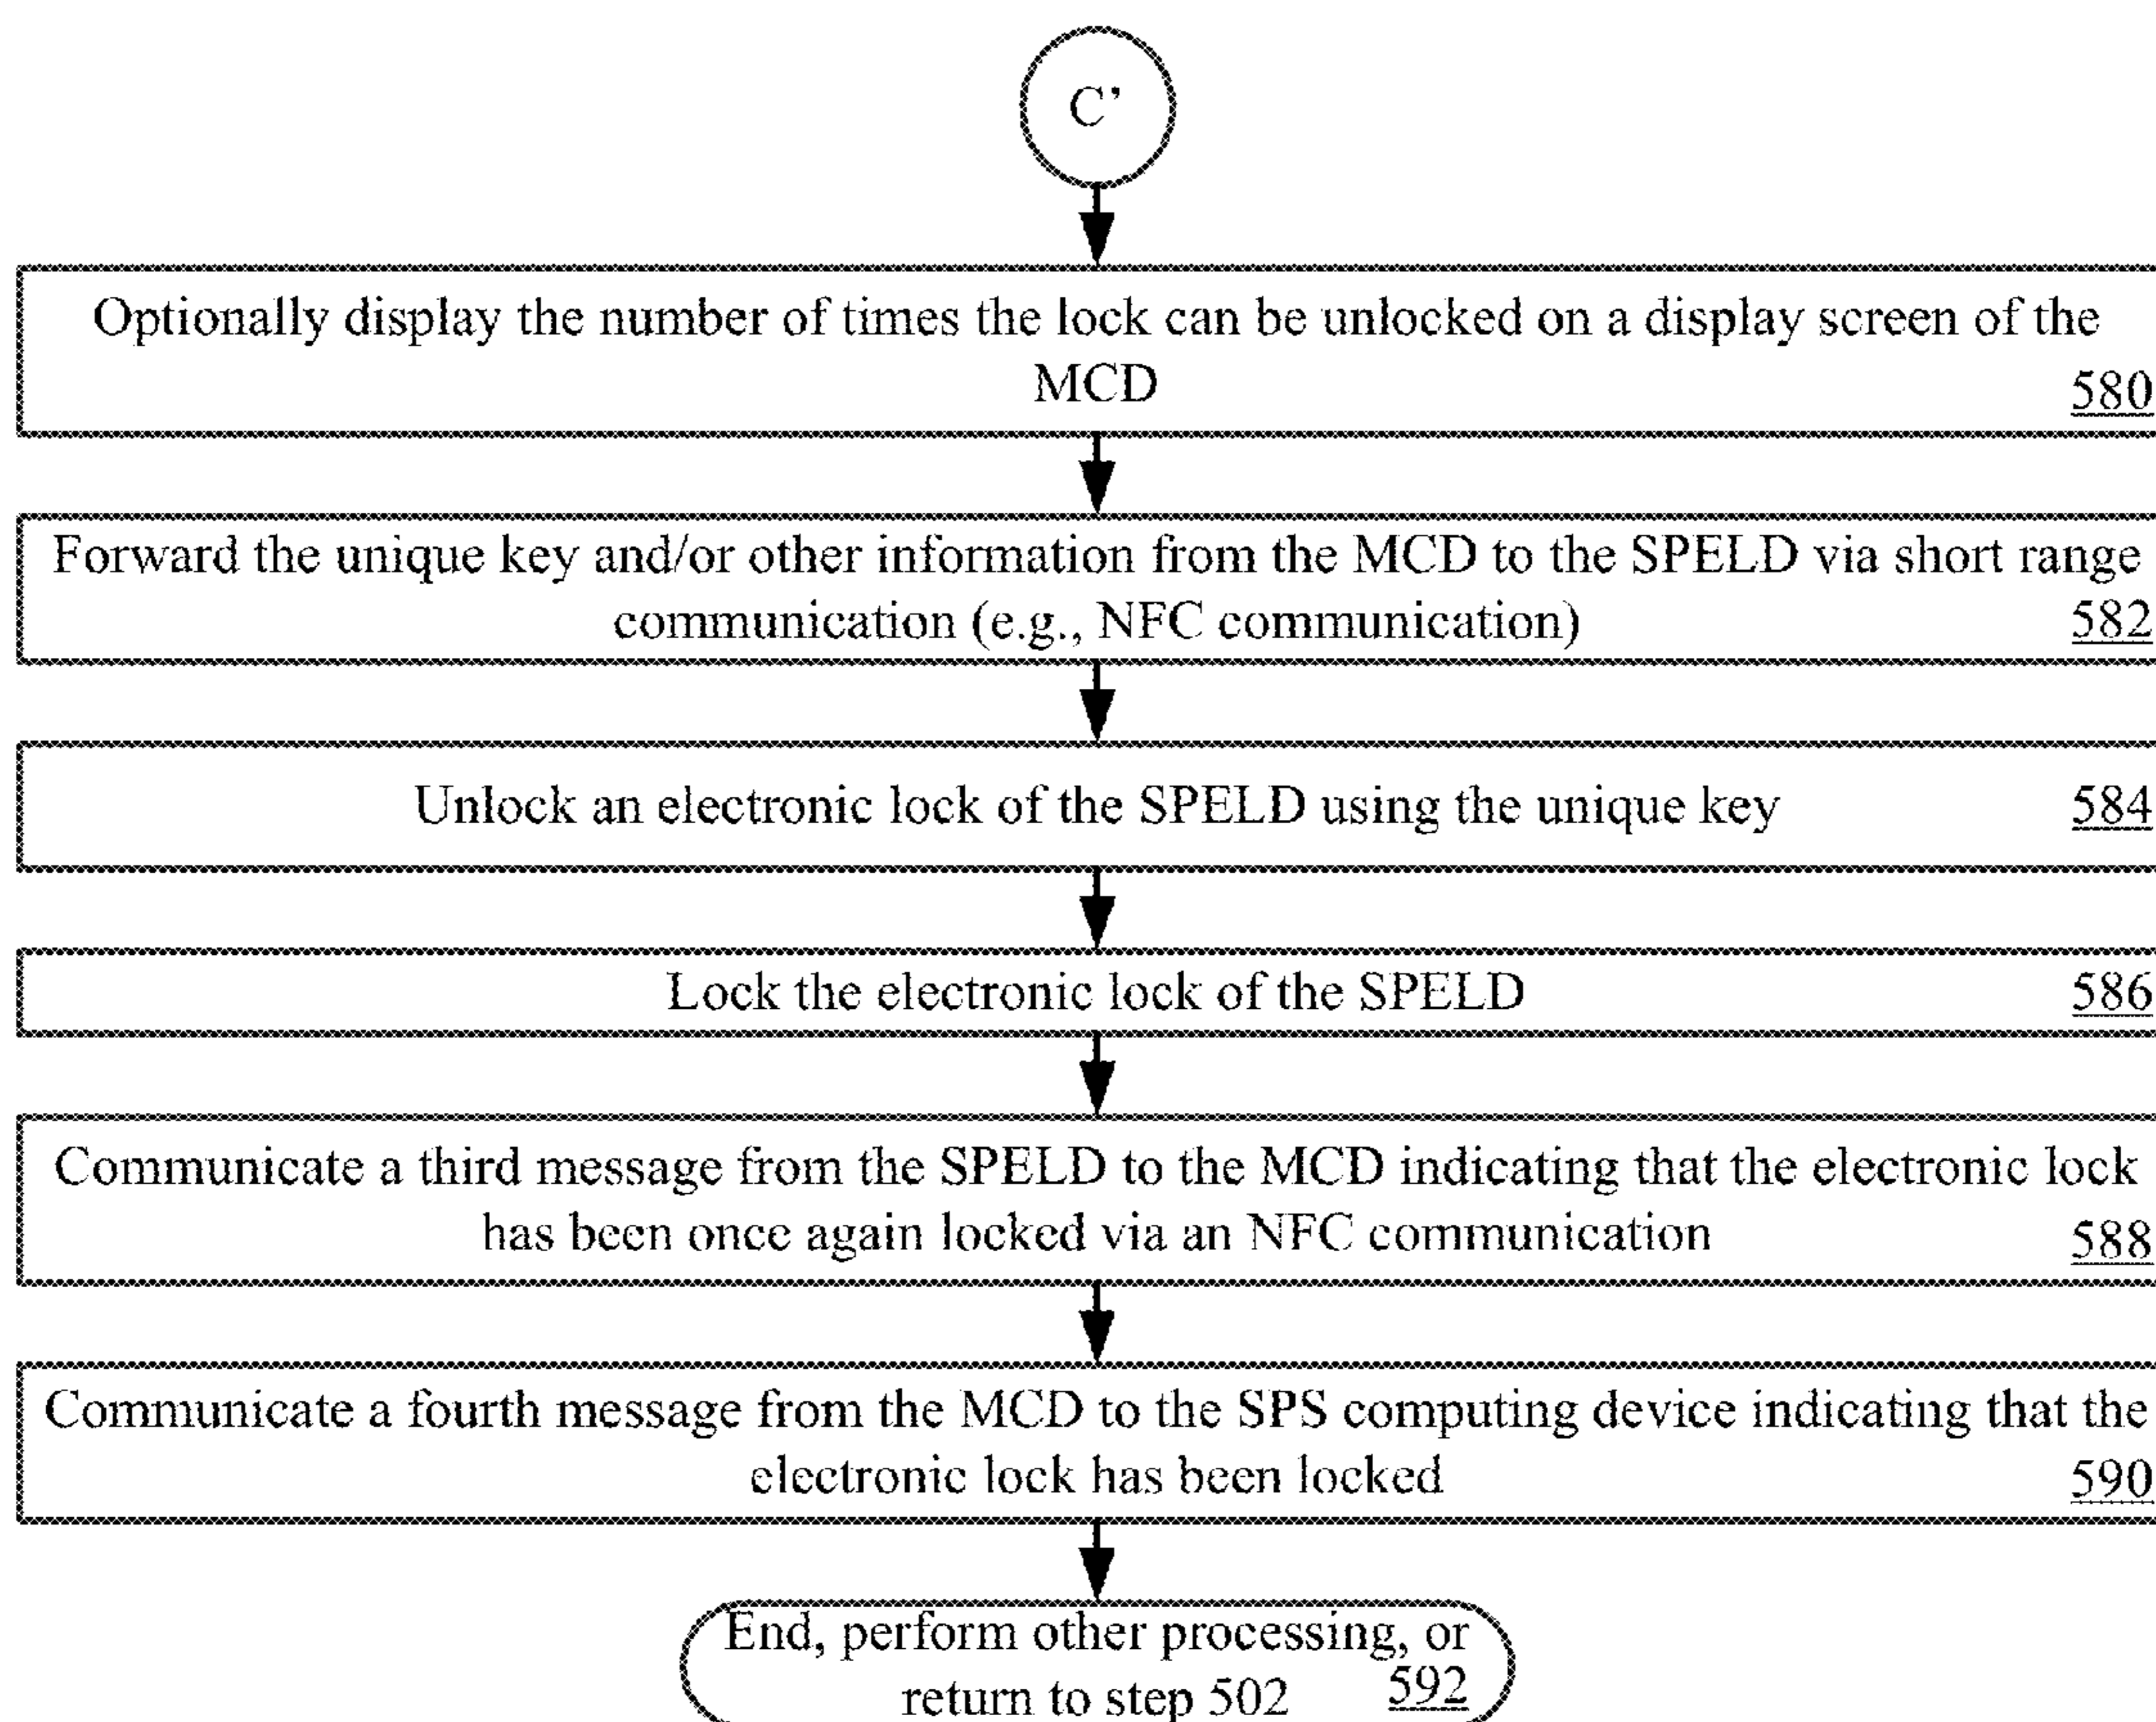 C'
Optionally display the number of times the lock can be unlocked on a display screen of the
MCD
580
Forward the unique key and/or other information from the MCD to the SPELD via short range
communication (e.g., NFC communication)
582
Unlock an electronic lock of the SPELD using the unique key
584
Lock the electronic lock of the SPELD
586
Communicate a third message from the SPELD to the MCD indicating that the electronic lock
has been once again locked via an NFC communication
588
Communicate a fourth message from the MCD to the SPS computing device indicating that the
electronic lock has been locked
590
End, perform other processing, or
return to step 502
592